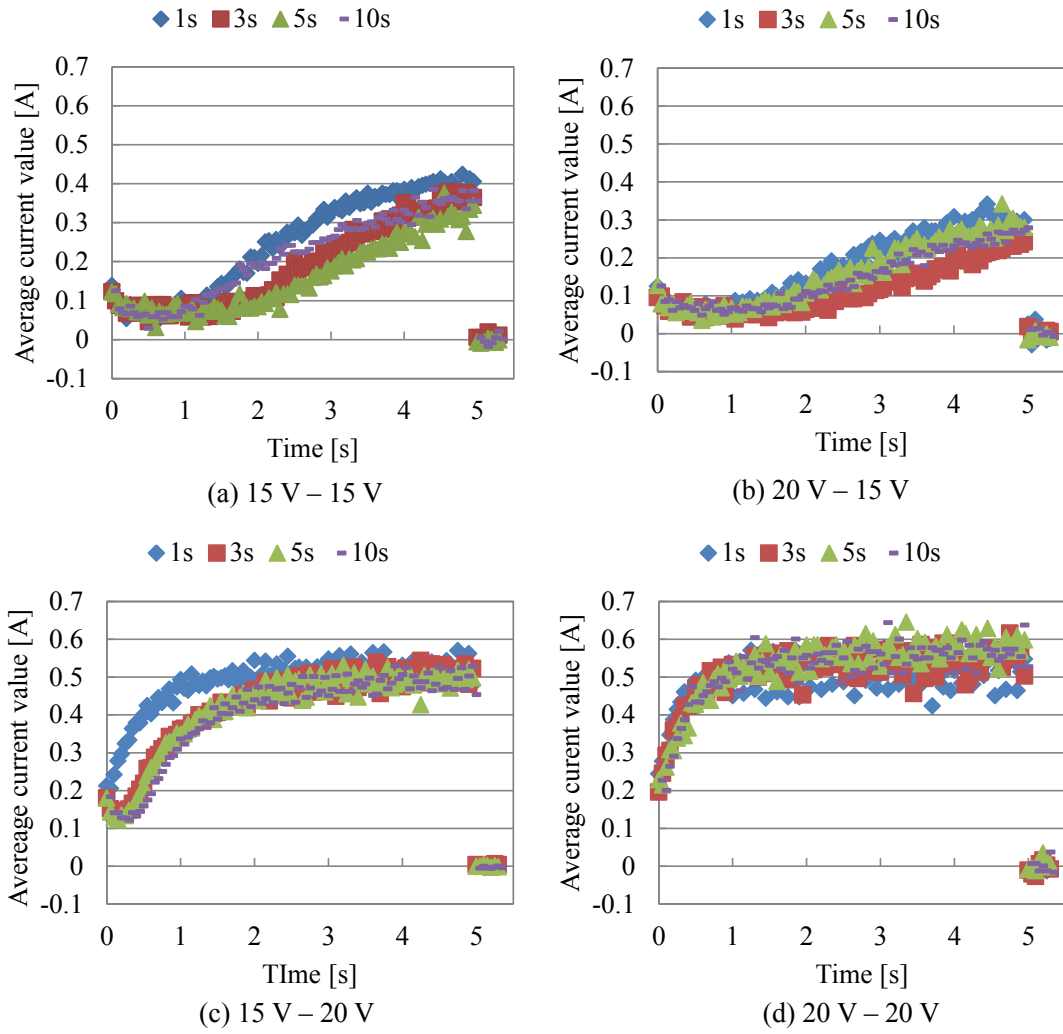 1s 3s 5s 10s
0.7
0.6
0.5
0.4
0.3
0.2
0.1
0
-0.1
Average current value [A]
0 1 2 3 4 5
Time [s]
(a) 15 V – 15 V
1s 3s 5s 10s
0.7
0.6
0.5
0.4
0.3
0.2
0.1
0
-0.1
Average current value [A]
0 1 2 3 4 5
Time [s]
(b) 20 V – 15 V
1s 3s 5s 10s
0.7
0.6
0.5
0.4
0.3
0.2
0.1
0
-0.1
Avereage current value [A]
0 1 2 3 4 5
TIme [s]
(c) 15 V – 20 V
1s 3s 5s 10s
0.7
0.6
0.5
0.4
0.3
0.2
0.1
0
-0.1
Average curent value [A]
0 1 2 3 4 5
Time [s]
(d) 20 V – 20 V